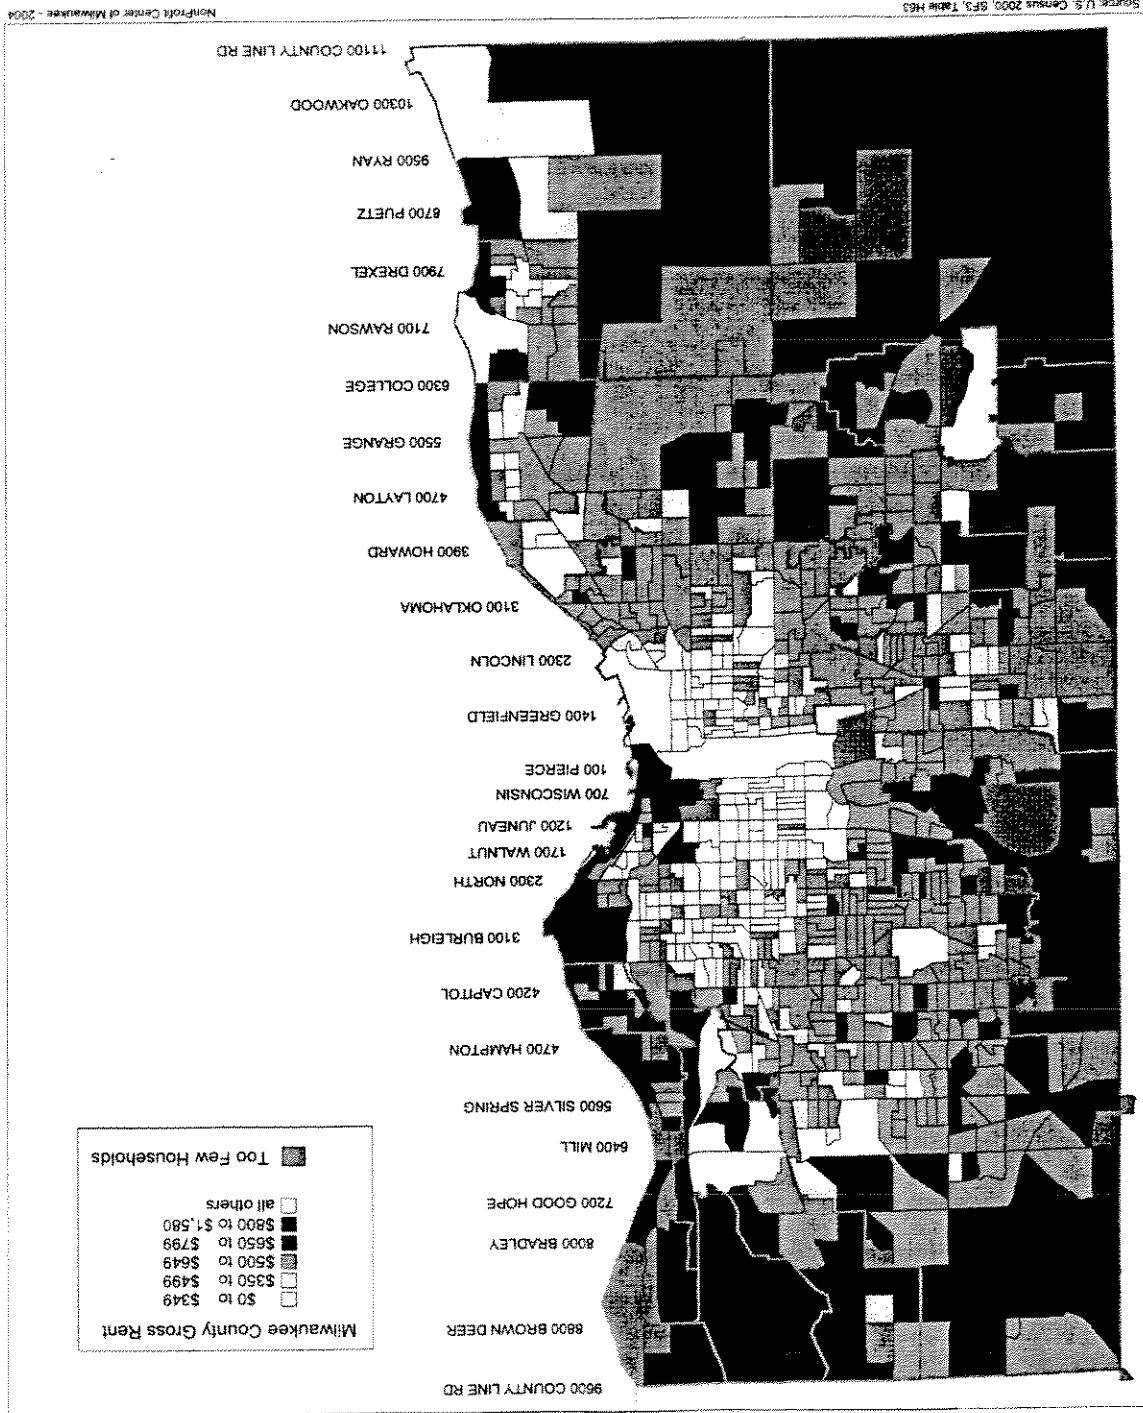 9600 COUNTY LINE RD
8800 BROWN DEER
8000 BRADLEY
7200 GOOD HOPE
6400 MILL
5600 SILVER SPRING
4700 HAMPTON
4200 CAPITOL
3100 BURLEIGH
2300 NORTH
1700 WALNUT
1200 JUNEAU
700 WISCONSIN
100 PIERCE
1400 GREENFIELD
2300 LINCOLN
3100 OKLAHOMA
3900 HOWARD
4700 LAYTON
5500 GRANGE
6300 COLLEGE
7100 RAWSON
7900 DREXEL
8700 PUETZ
9500 RYAN
10300 OAKWOOD
11100 COUNTY LINE RD
Milwaukee County Gross Rent
$0 to $349
$350 to $499
$500 to $649
$650 to $799
$800 to $1,580
all others
Too Few Households
Source: U.S. Census 2000, SF3, Table H63
NonProfit Center of Milwaukee - 2004